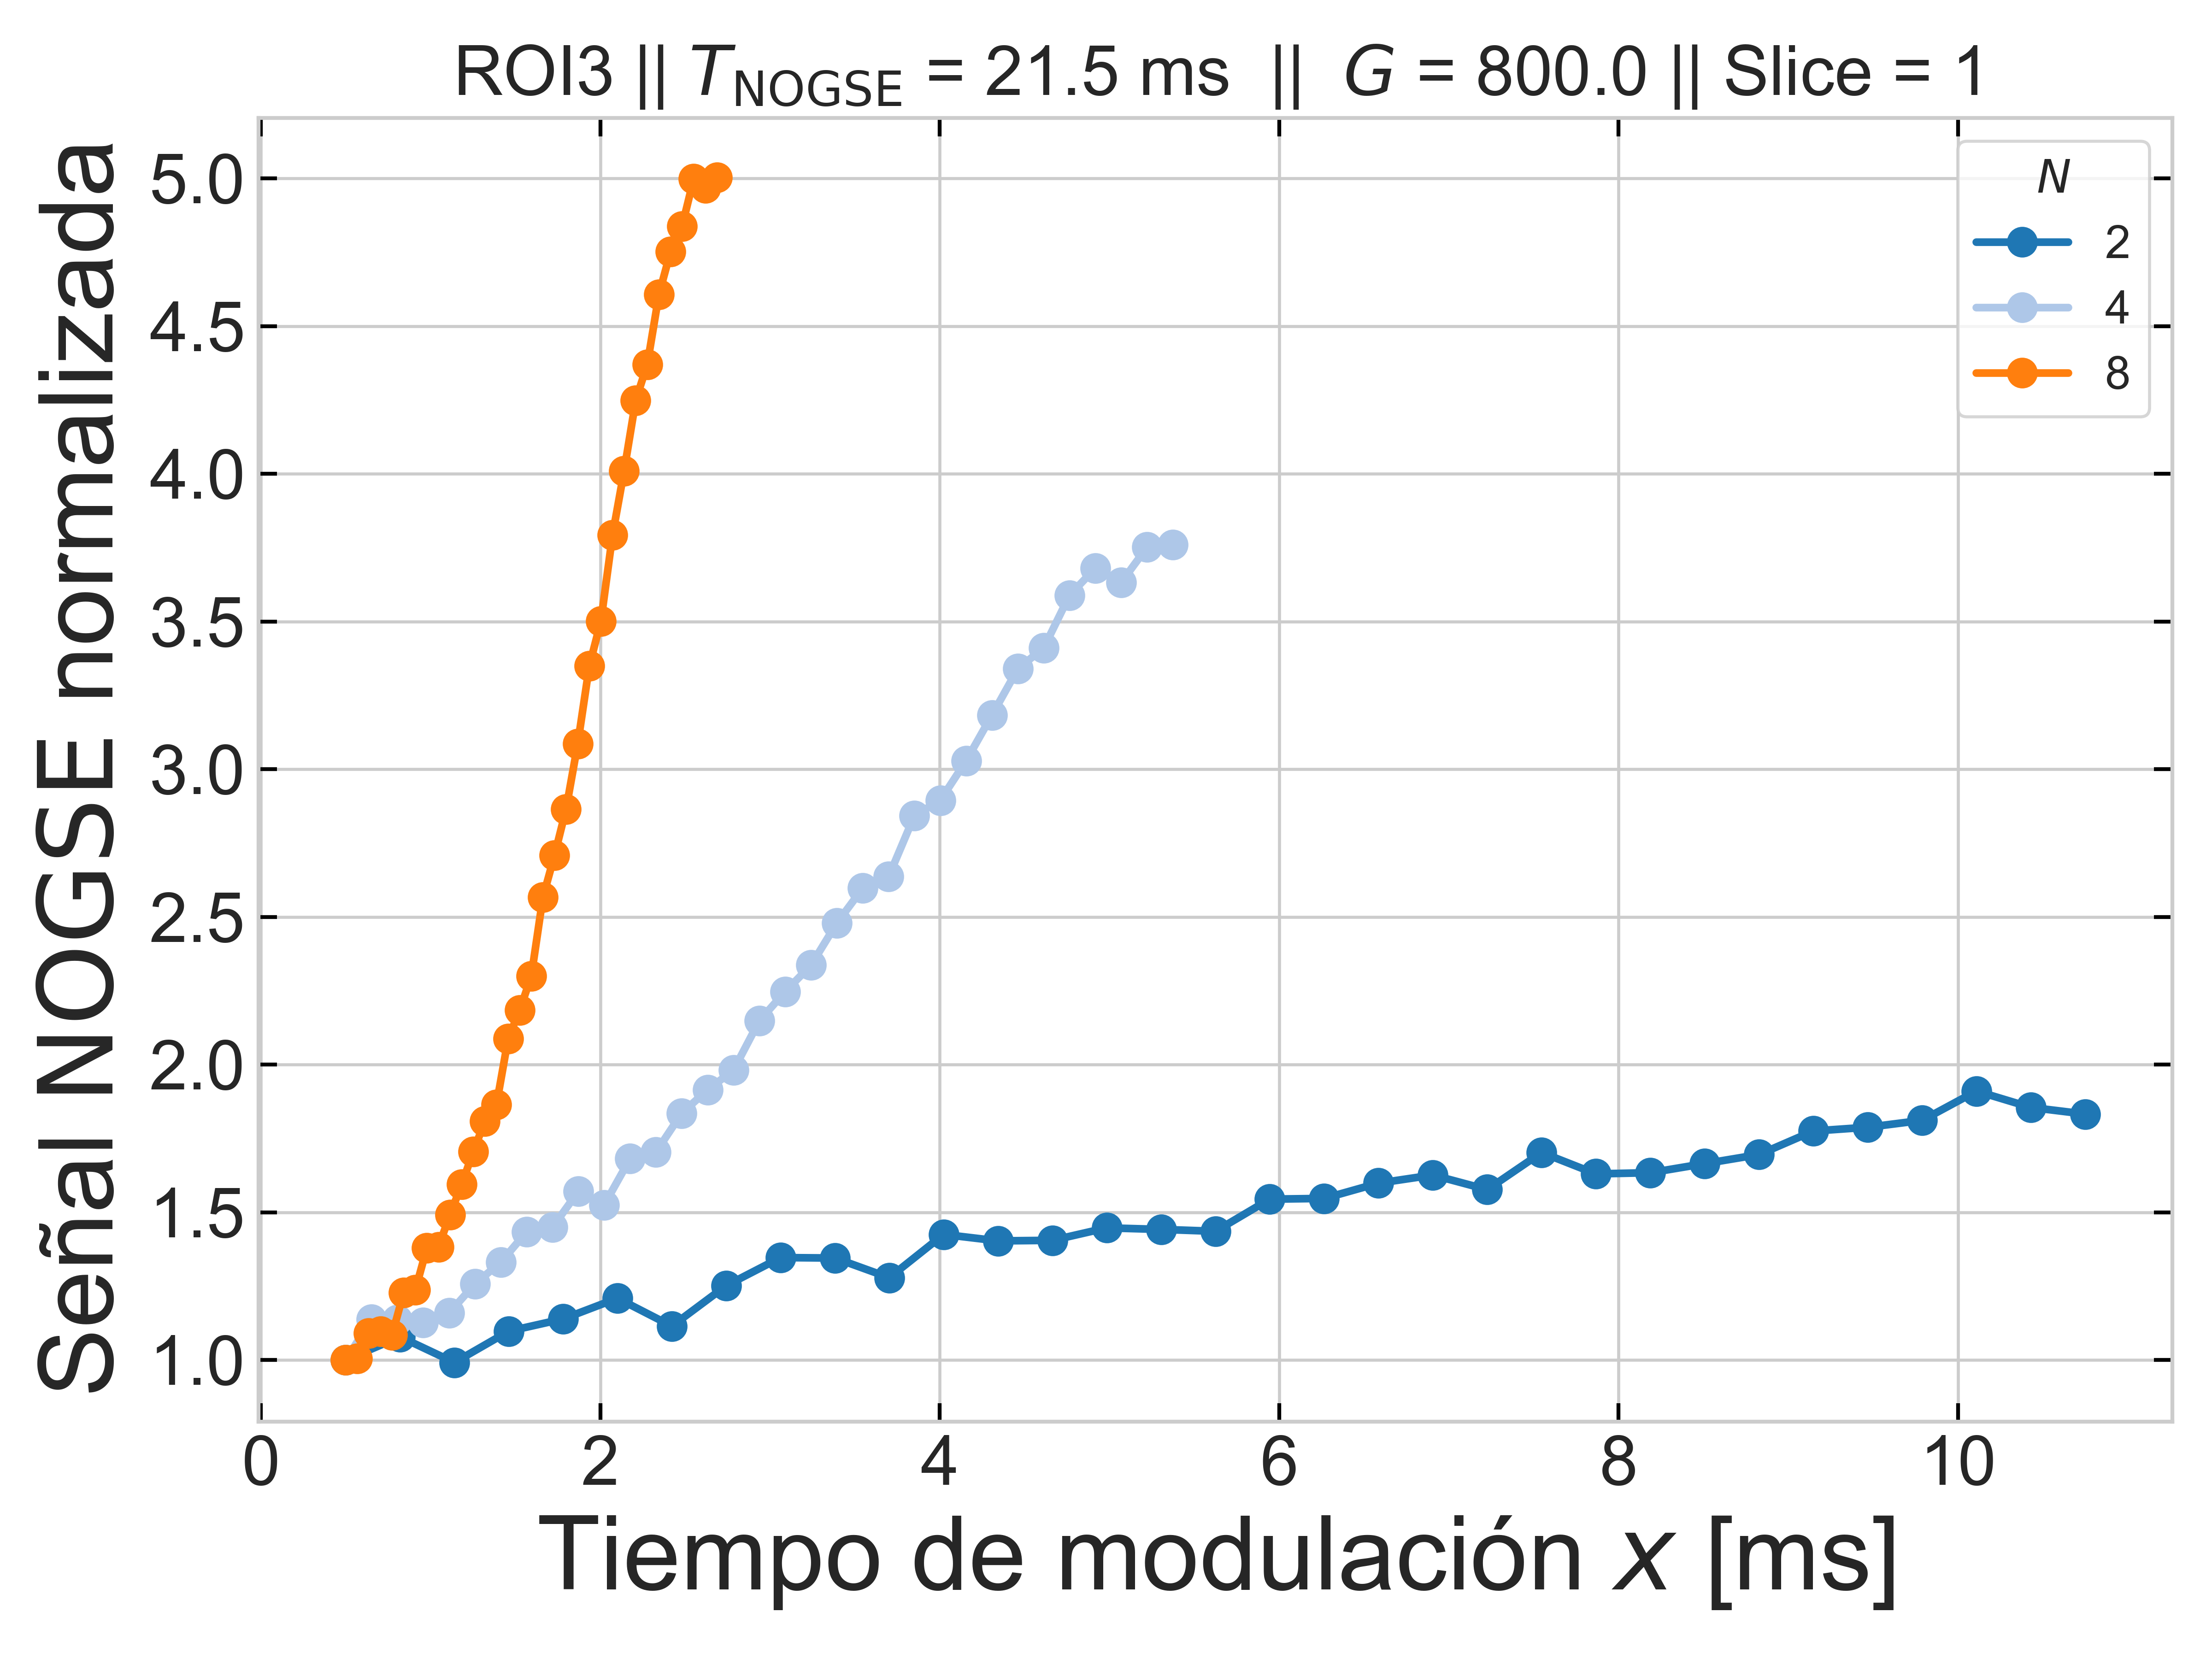 ROI3 || T_NOGSE = 21.5 ms || G = 800.0 || Slice = 1
Señal NOGSE normalizada
5.0
4.5
4.0
3.5
3.0
2.5
2.0
1.5
1.0
N
2
4
8
0 2 4 6 8 10
Tiempo de modulación x [ms]